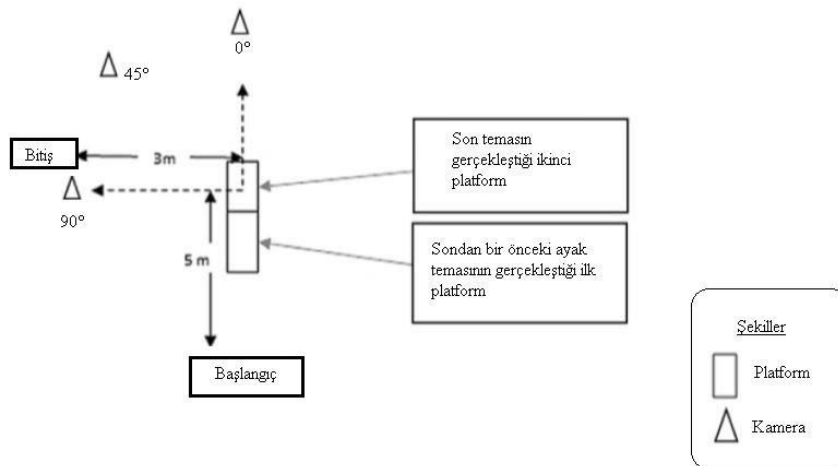 0°
45°
Bitiş
3m
90°
Son temasın
gerçekleştiği ikinci
platform
5 m
Sondan bir önceki ayak
temasının gerçekleştiği ilk
platform
Başlangıç
Şekiller
Platform
Kamera